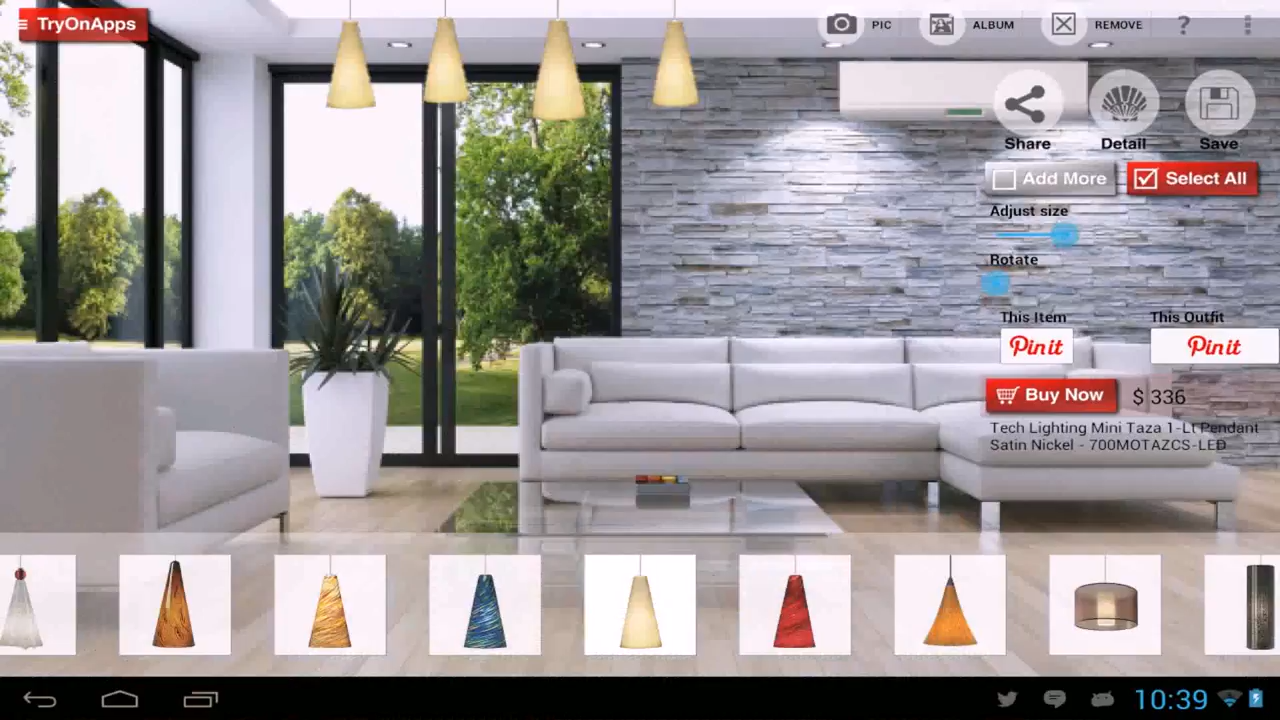 TryOnApps
PIC
ALBUM
REMOVE
?
Share
Detail
Save
Add More
Select All
Adjust size
Rotate
This Item
This Outfit
Pinit
Pinit
Buy Now
$ 336
Tech Lighting Mini Taza 1-Lt Pendant
Satin Nickel - 700MOTAZCS-LED
10:39